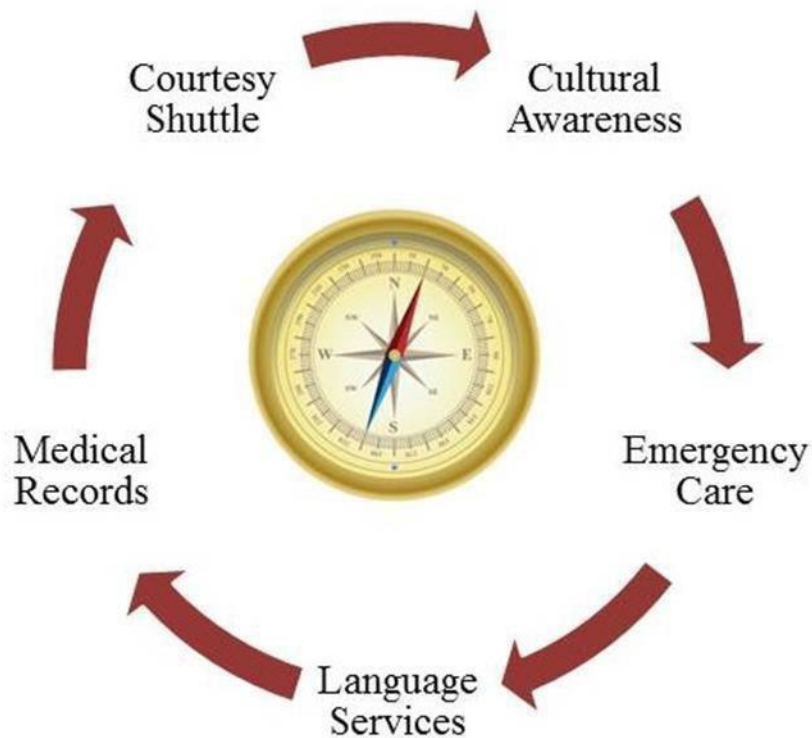 Courtesy
Shuttle
Cultural
Awareness
Emergency
Care
Language
Services
Medical
Records
N
E
S
W